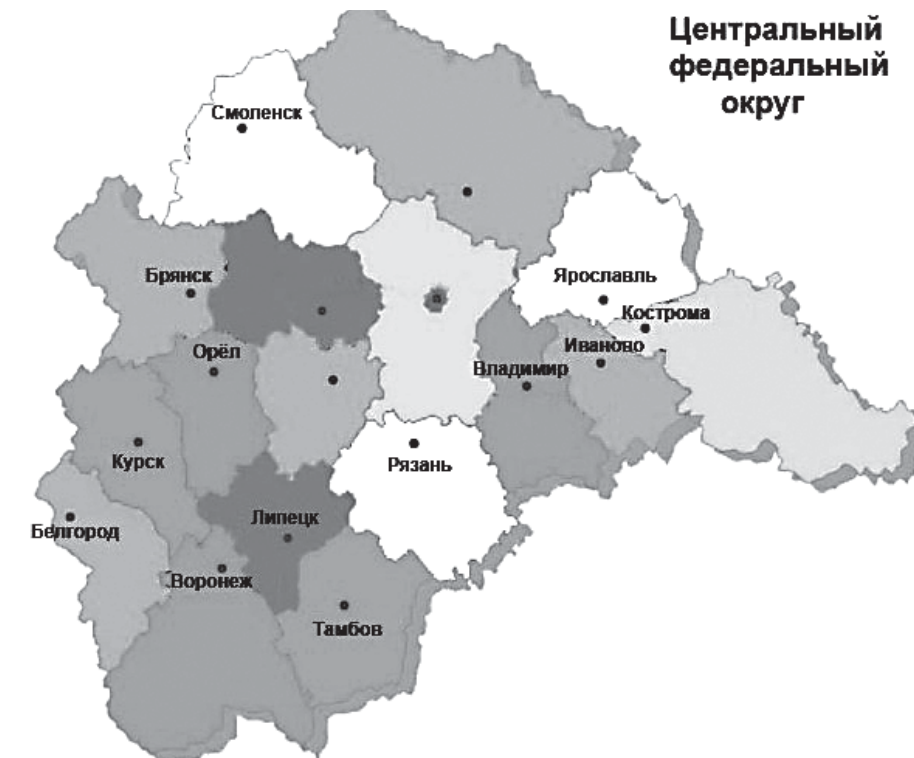 Центральный
федеральный
округ
Смоленск
Брянск
Ярославль
Кострома
Иваново
Орёл
Владимир
Курск
Рязань
Липецк
Белгород
Воронеж
Тамбов